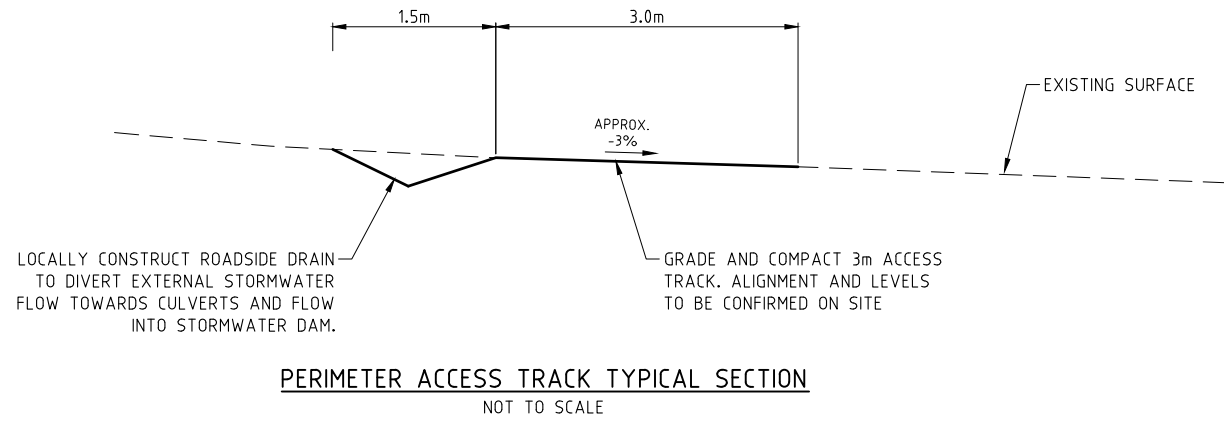 1.5m
3.0m
EXISTING SURFACE
APPROX.
-3%
LOCALLY CONSTRUCT ROADSIDE DRAIN
TO DIVERT EXTERNAL STORMWATER
FLOW TOWARDS CULVERTS AND FLOW
INTO STORMWATER DAM.
GRADE AND COMPACT 3m ACCESS
TRACK. ALIGNMENT AND LEVELS
TO BE CONFIRMED ON SITE
PERIMETER ACCESS TRACK TYPICAL SECTION
NOT TO SCALE